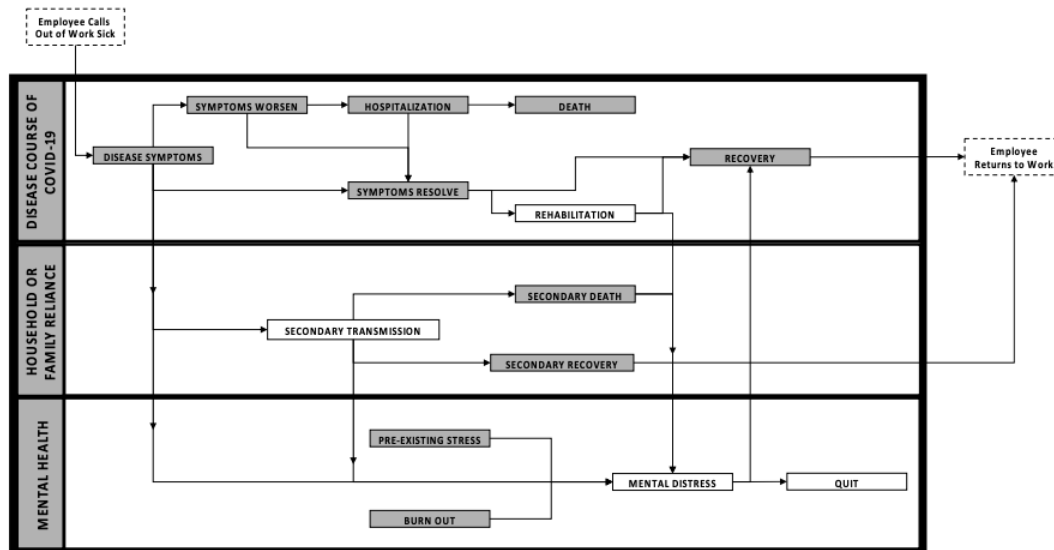 Employee Calls
Out of Work Sick
DISEASE COURSE OF
COVID-19
SYMPTOMS WORSEN
HOSPITALIZATION
DEATH
DISEASE SYMPTOMS
RECOVERY
Employee
Returns to Work
SYMPTOMS RESOLVE
REHABILITATION
HOUSEHOLD OR
FAMILY RELIANCE
SECONDARY DEATH
SECONDARY TRANSMISSION
SECONDARY RECOVERY
MENTAL HEALTH
PRE-EXISTING STRESS
MENTAL DISTRESS
QUIT
BURN OUT